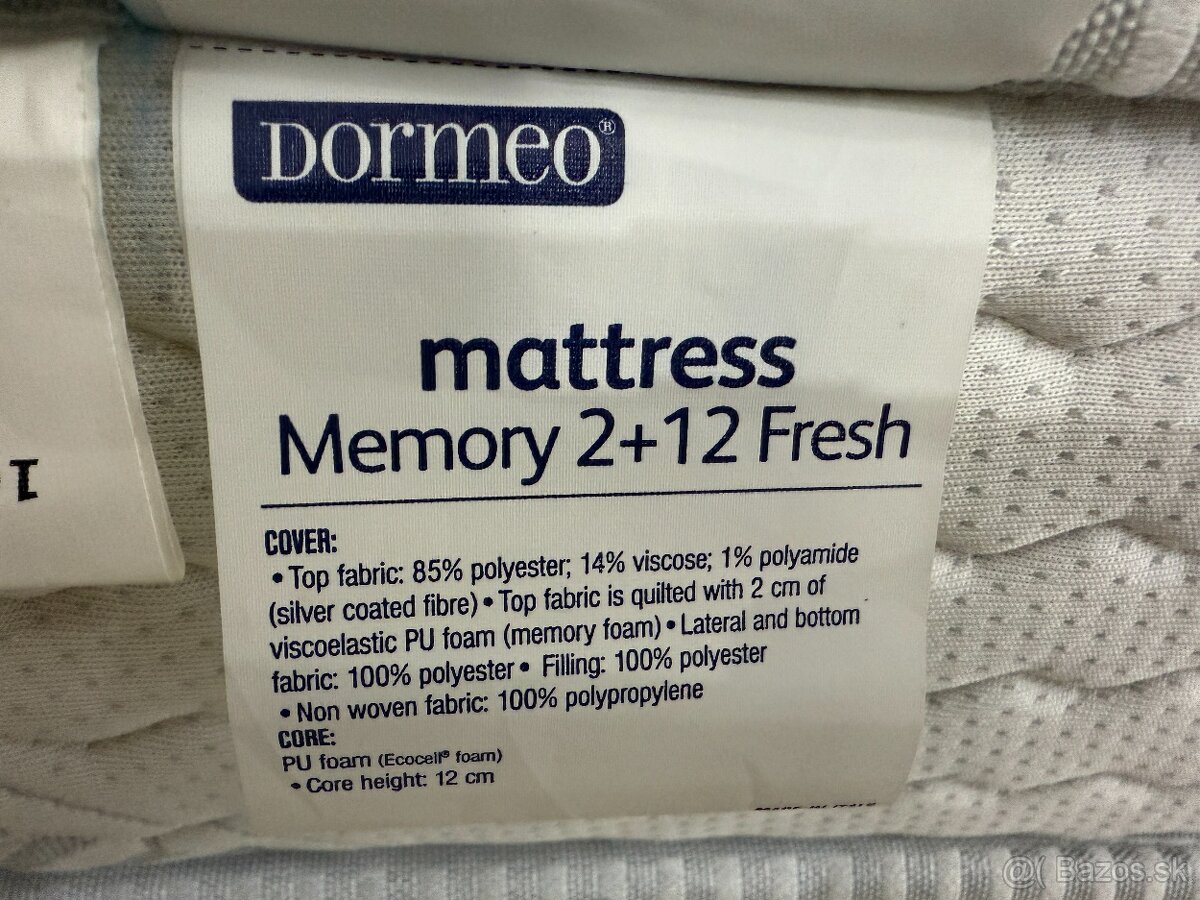 Dormeo®
mattress
Memory 2+12 Fresh
COVER:
• Top fabric: 85% polyester; 14% viscose; 1% polyamide
(silver coated fibre) • Top fabric is quilted with 2 cm of
viscoelastic PU foam (memory foam) • Lateral and bottom
fabric: 100% polyester • Filling: 100% polyester
• Non woven fabric: 100% polypropylene
CORE:
PU foam (Ecocell® foam)
• Core height: 12 cm
Bazos.sk